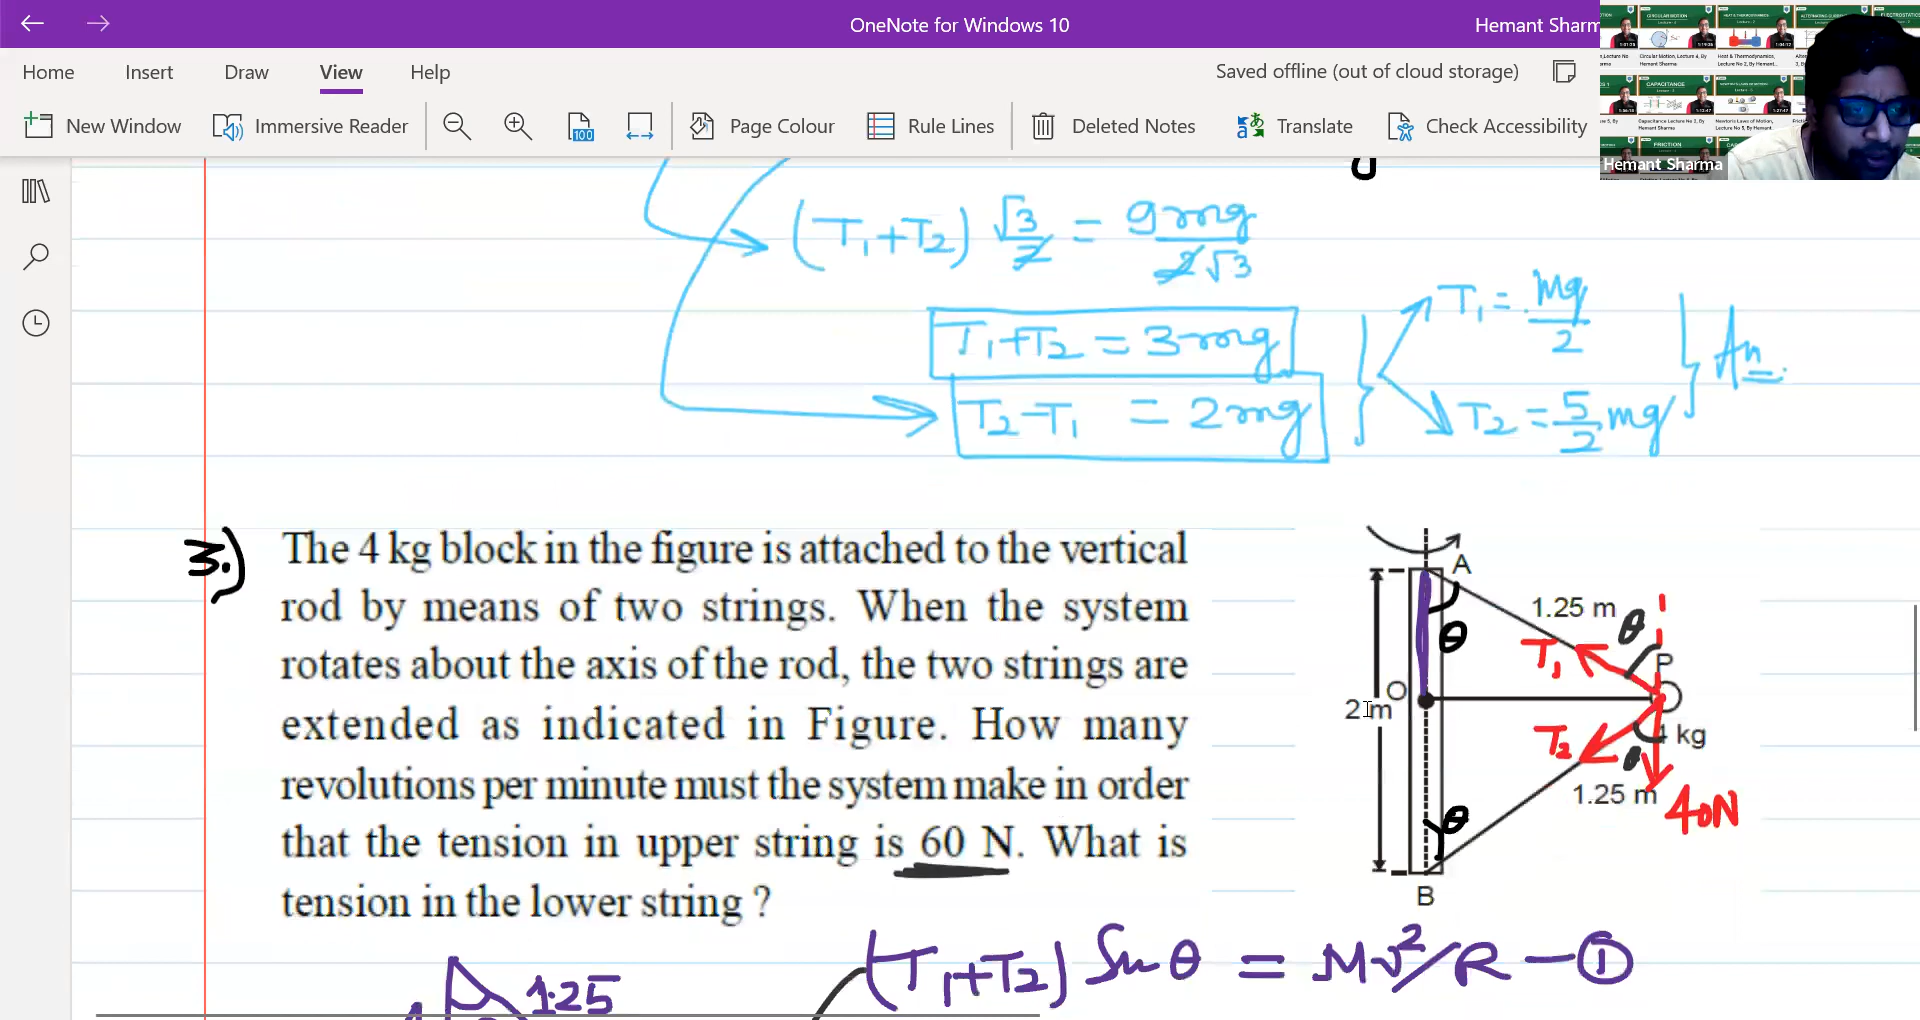 OneNote for Windows 10
Hemant Sharm
Home Insert Draw View Help
Saved offline (out of cloud storage)
New Window Immersive Reader 100 Page Colour Rule Lines Deleted Notes Translate Check Accessibility
Hemant Sharma
(T₁+T₂) √3/2 = 9mg/2√3
T₁+T₂ = 3mg
T₂-T₁ = 2mg
T₁ = mg/2
T₂ = 5/2 mg
An.
3.)
The 4 kg block in the figure is attached to the vertical
rod by means of two strings. When the system
rotates about the axis of the rod, the two strings are
extended as indicated in Figure. How many
revolutions per minute must the system make in order
that the tension in upper string is 60 N. What is
tension in the lower string ?
A
1.25 m
θ
θ
T₁
P
O
2 m
T₂
4 kg
θ
1.25 m
40N
θ
B
(T₁+T₂) Sinθ = Mv²/R - ①
1.25